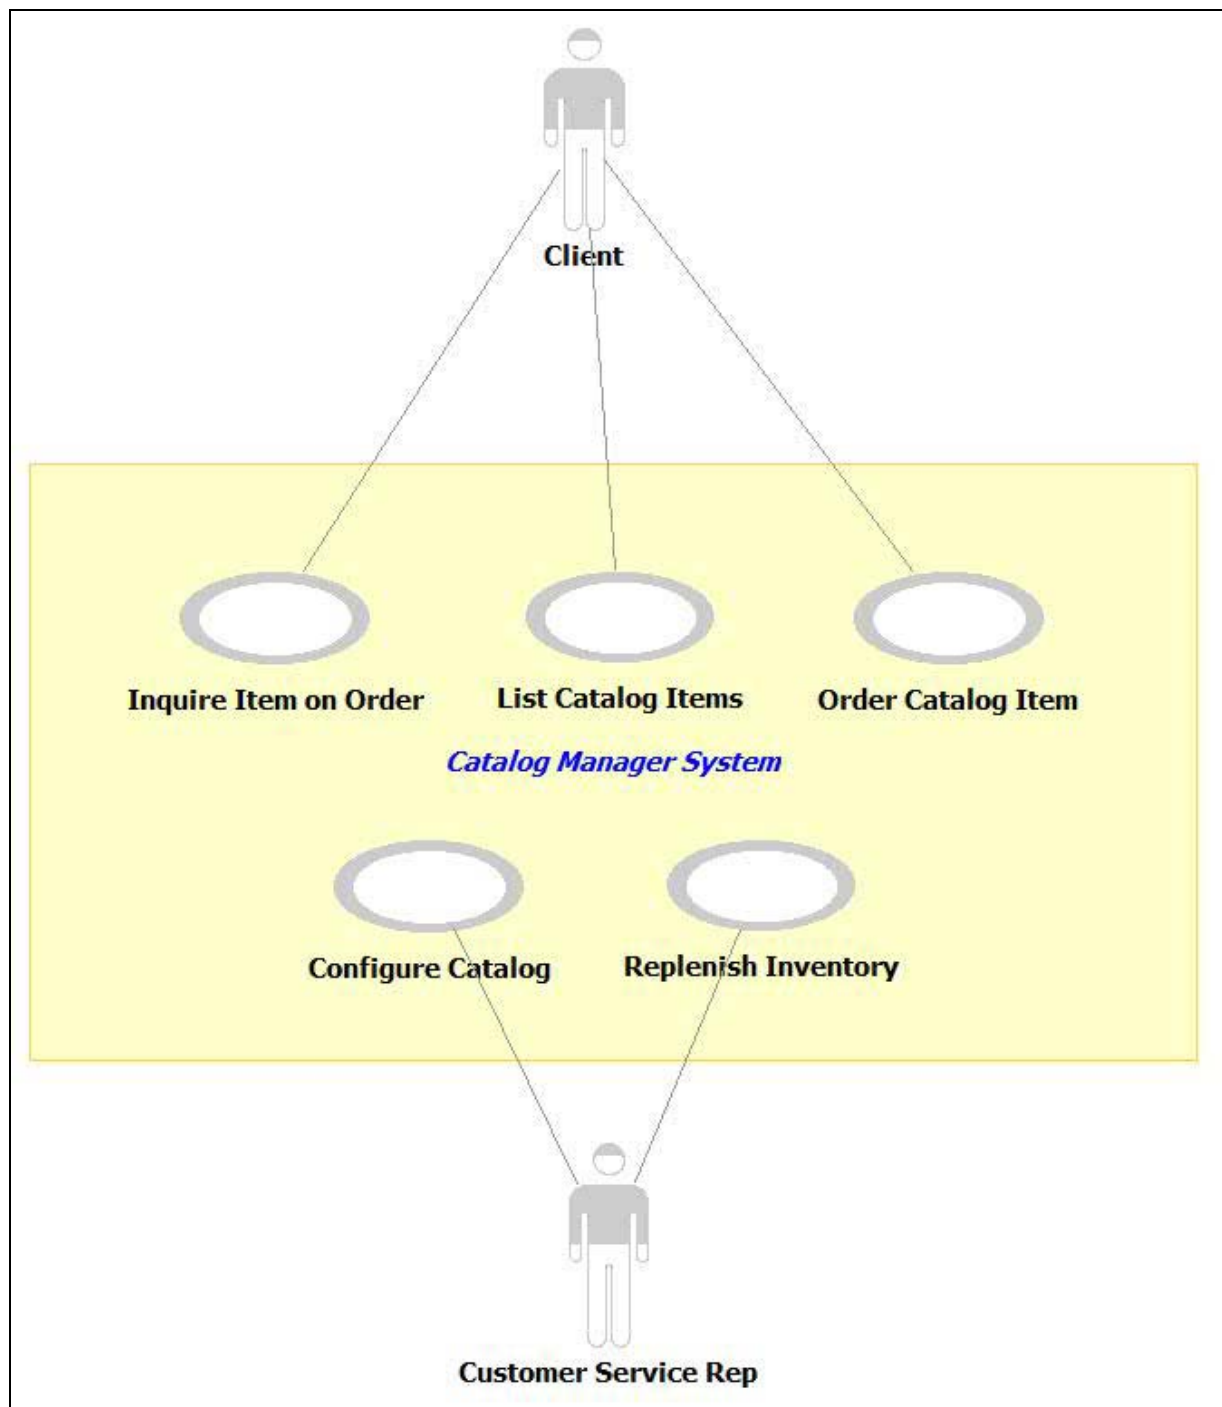 Client
Inquire Item on Order
List Catalog Items
Order Catalog Item
Catalog Manager System
Configure Catalog
Replenish Inventory
Customer Service Rep